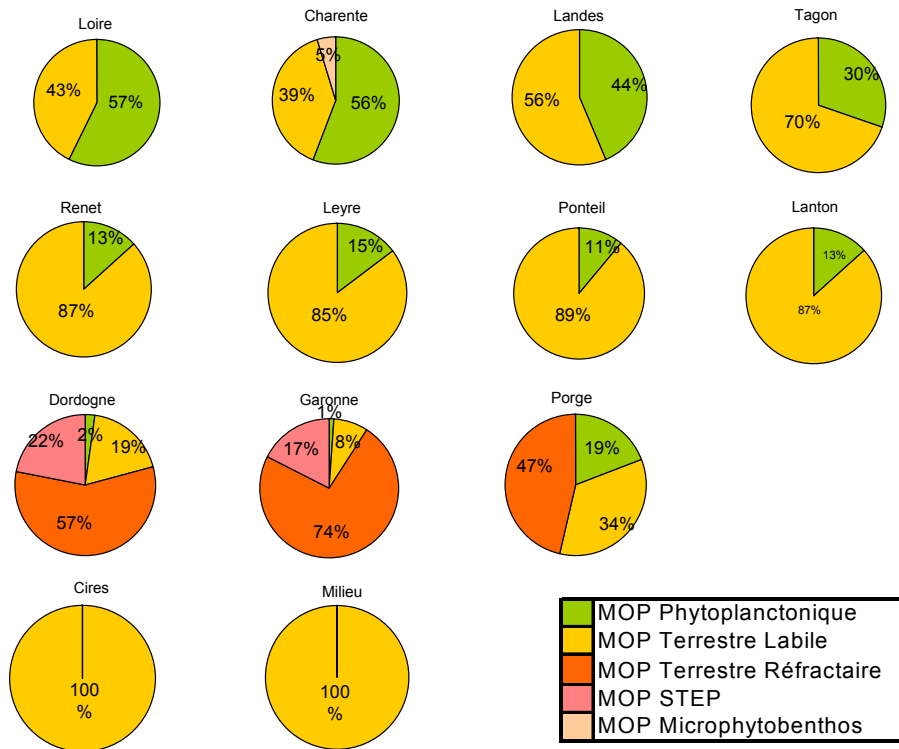 Loire
Charente
Landes
Tagon
43%
57%
5%
39%
56%
56%
44%
30%
70%
Renet
Leyre
Ponteil
Lanton
13%
87%
15%
85%
11%
89%
13%
87%
Dordogne
Garonne
Porge
22%
2%
19%
57%
1%
17%
8%
74%
47%
19%
34%
Cires
Milieu
100
%
100
%
MOP Phytoplanctonique
MOP Terrestre Labile
MOP Terrestre Réfractaire
MOP STEP
MOP Microphytobenthos